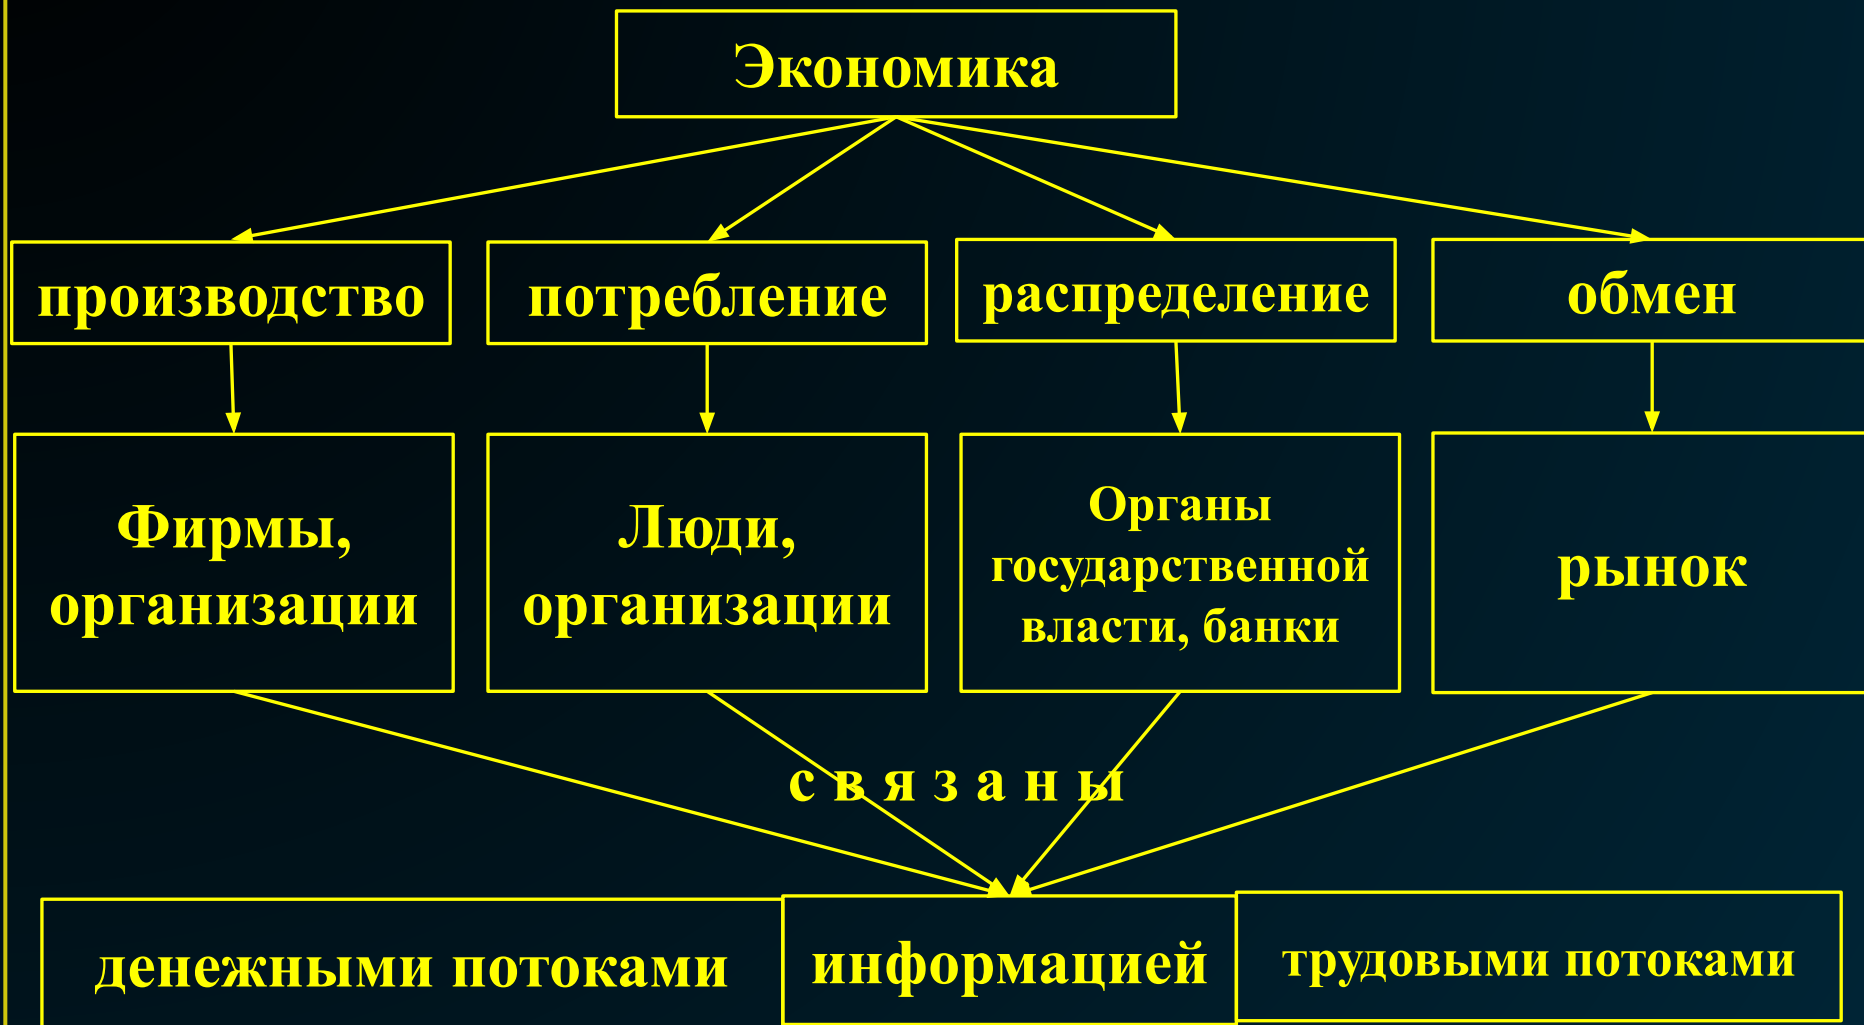 Экономика
производство
потребление
распределение
обмен
Фирмы,
организации
Люди,
организации
Органы
государственной
власти, банки
рынок
с в я з а н ы
денежными потоками
информацией
трудовыми потоками